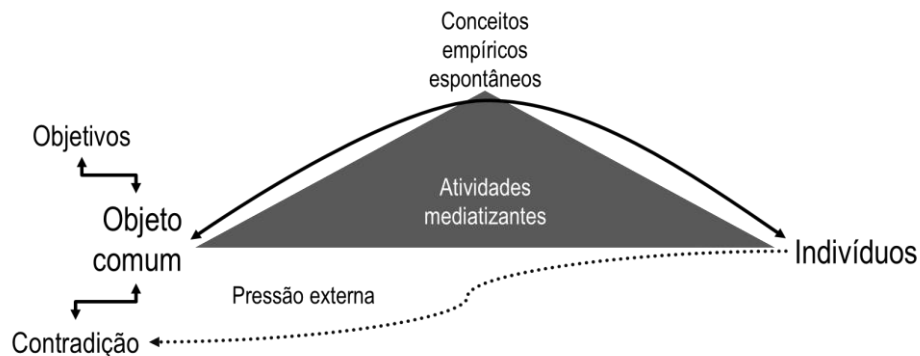 Conceitos
empíricos
espontâneos
Objetivos
Atividades
mediatizantes
Objeto
comum
Indivíduos
Pressão externa
Contradição